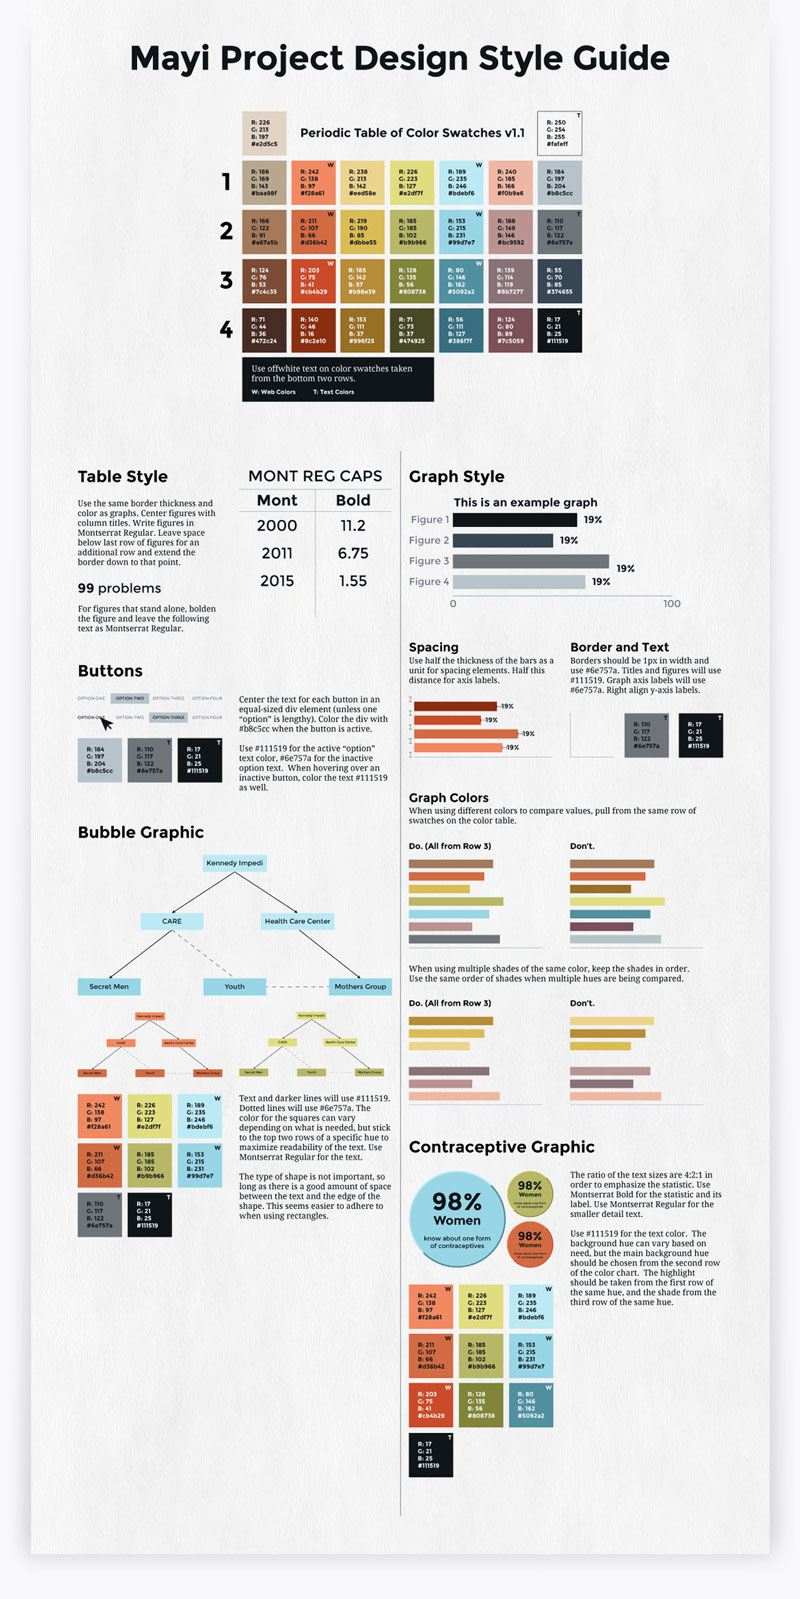 Mayi Project Design Style Guide
R: 226
G: 213
B: 197
#e2d5c5
Periodic Table of Color Swatches v1.1
T
R: 250
G: 254
B: 255
#fafeff
1
R: 186
G: 169
B: 143
#baa98f
W
R: 242
G: 138
B: 97
#f28a61
R: 238
G: 213
B: 142
#eed58e
R: 226
G: 223
B: 127
#e2df7f
W
R: 189
G: 235
B: 246
#bdebf6
R: 240
G: 185
B: 166
#f0b9a6
R: 184
G: 197
B: 204
#b8c5cc
2
R: 166
G: 122
B: 91
#a67a5b
W
R: 211
G: 107
B: 66
#d36b42
R: 219
G: 190
B: 85
#dbbe55
R: 185
G: 185
B: 102
#b9b966
W
R: 153
G: 215
B: 231
#99d7e7
R: 188
G: 149
B: 146
#bc9592
T
R: 110
G: 117
B: 122
#6e757a
3
R: 124
G: 76
B: 53
#7c4c35
W
R: 203
G: 75
B: 41
#cb4b29
R: 185
G: 142
B: 57
#b98e39
R: 128
G: 135
B: 56
#808738
W
R: 80
G: 146
B: 162
#5092a2
R: 139
G: 114
B: 119
#8b7277
R: 55
G: 70
B: 85
#374655
4
R: 71
G: 44
B: 36
#472c24
R: 140
G: 46
B: 16
#8c2e10
R: 153
G: 111
B: 37
#996f25
R: 71
G: 73
B: 37
#474925
R: 56
G: 111
B: 127
#386f7f
R: 124
G: 80
B: 89
#7c5059
T
R: 17
G: 21
B: 25
#111519
Use offwhite text on color swatches taken
from the bottom two rows.
W: Web Colors T: Text Colors
Table Style
Use the same border thickness and
color as graphs. Center figures with
column titles. Write figures in
Montserrat Regular. Leave space
below last row of figures for an
additional row and extend the
border down to that point.
99 problems
For figures that stand alone, bolden
the figure and leave the following
text as Montserrat Regular.
MONT REG CAPS
Mont Bold
2000 11.2
2011 6.75
2015 1.55
Buttons
OPTION ONE OPTION TWO OPTION THREE OPTION FOUR
OPTION ONE OPTION TWO OPTION THREE OPTION FOUR
R: 184
G: 197
B: 204
#b8c5cc
T
R: 110
G: 117
B: 122
#6e757a
T
R: 17
G: 21
B: 25
#111519
Center the text for each button in an
equal-sized div element (unless one
“option” is lengthy). Color the div with
#b8c5cc when the button is active.
Use #111519 for the active “option”
text color, #6e757a for the inactive
option text. When hovering over an
inactive button, color the text #111519
as well.
Bubble Graphic
Kennedy Impedi
CARE Health Care Center
Secret Men Youth Mothers Group
Kennedy Impedi
CARE Health Care Center
Secret Men Youth Mothers Group
Kennedy Impedi
CARE Health Care Center
Secret Men Youth Mothers Group
W
R: 242
G: 138
B: 97
#f28a61
R: 226
G: 223
B: 127
#e2df7f
W
R: 189
G: 235
B: 246
#bdebf6
W
R: 211
G: 107
B: 66
#d36b42
R: 185
G: 185
B: 102
#b9b966
W
R: 153
G: 215
B: 231
#99d7e7
T
R: 110
G: 117
B: 122
#6e757a
T
R: 17
G: 21
B: 25
#111519
Text and darker lines will use #111519.
Dotted lines will use #6e757a. The
color for the squares can vary
depending on what is needed, but stick
to the top two rows of a specific hue to
maximize readability of the text. Use
Montserrat Regular for the text.
The type of shape is not important, so
long as there is a good amount of space
between the text and the edge of the
shape. This seems easier to adhere to
when using rectangles.
Graph Style
This is an example graph
Figure 1 19%
Figure 2 19%
Figure 3 19%
Figure 4 19%
0 100
Spacing
Use half the thickness of the bars as a
unit for spacing elements. Half this
distance for axis labels.
19%
19%
19%
19%
Border and Text
Borders should be 1px in width and
use #6e757a. Titles and figures will use
#111519. Graph axis labels will use
#6e757a. Right align y-axis labels.
T
R: 110
G: 117
B: 122
#6e757a
T
R: 17
G: 21
B: 25
#111519
Graph Colors
When using different colors to compare values, pull from the same row of
swatches on the color table.
Do. (All from Row 3) Don't.
When using multiple shades of the same color, keep the shades in order.
Use the same order of shades when multiple hues are being compared.
Do. (All from Row 3) Don't.
Contraceptive Graphic
98%
Women
know about one form
of contraceptives
98%
Women
know about one form
of contraceptives
98%
Women
know about one form
of contraceptives
The ratio of the text sizes are 4:2:1 in
order to emphasize the statistic. Use
Montserrat Bold for the statistic and its
label. Use Montserrat Regular for the
smaller detail text.
Use #111519 for the text color. The
background hue can vary based on
need, but the main background hue
should be chosen from the second row
of the color chart. The highlight
should be taken from the first row of
the same hue, and the shade from the
third row of the same hue.
W
R: 242
G: 138
B: 97
#f28a61
R: 226
G: 223
B: 127
#e2df7f
W
R: 189
G: 235
B: 246
#bdebf6
W
R: 211
G: 107
B: 66
#d36b42
R: 185
G: 185
B: 102
#b9b966
W
R: 153
G: 215
B: 231
#99d7e7
W
R: 203
G: 75
B: 41
#cb4b29
R: 128
G: 135
B: 56
#808738
W
R: 80
G: 146
B: 162
#5092a2
T
R: 17
G: 21
B: 25
#111519